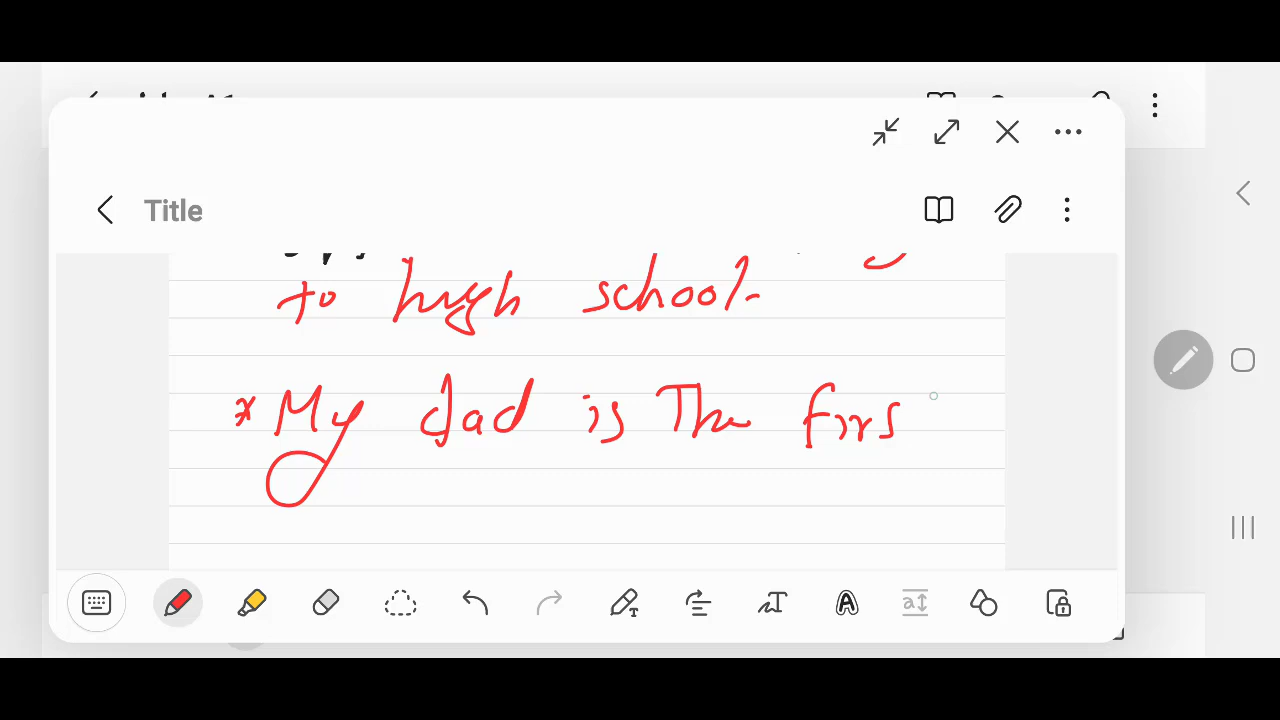 Title
to high school.
* My dad is The firs